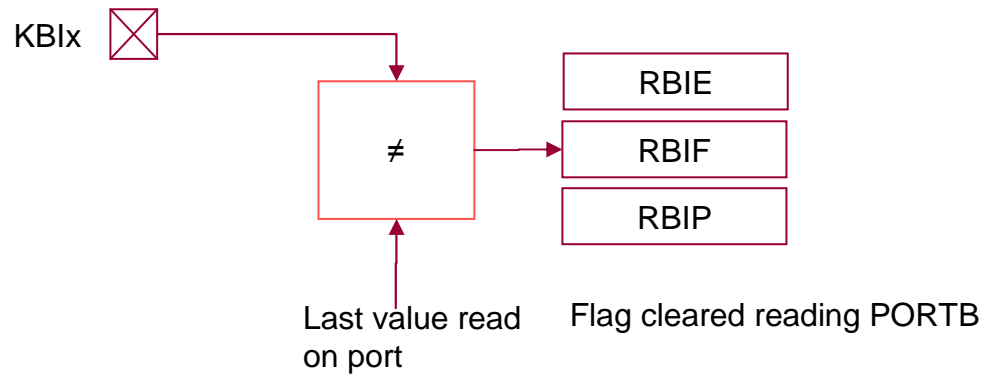 KBIx
RBIE
≠
RBIF
RBIP
Last value read
on port
Flag cleared reading PORTB